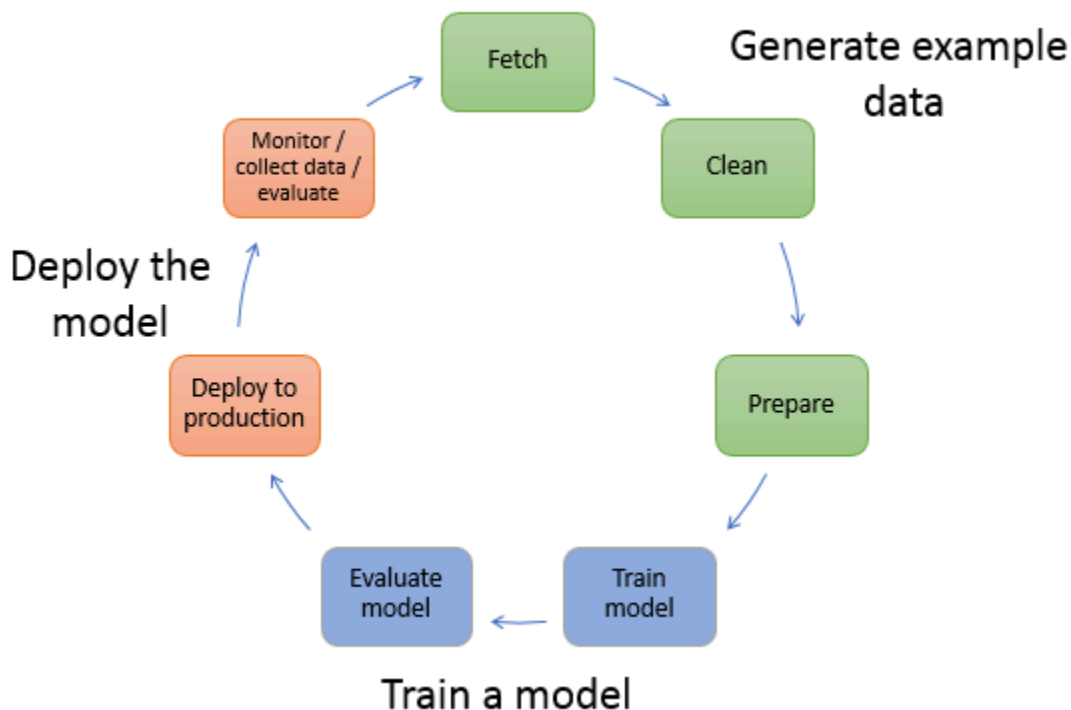 Fetch
Generate example
data
Clean
Prepare
Train
model
Evaluate
model
Train a model
Deploy to
production
Deploy the
model
Monitor /
collect data /
evaluate